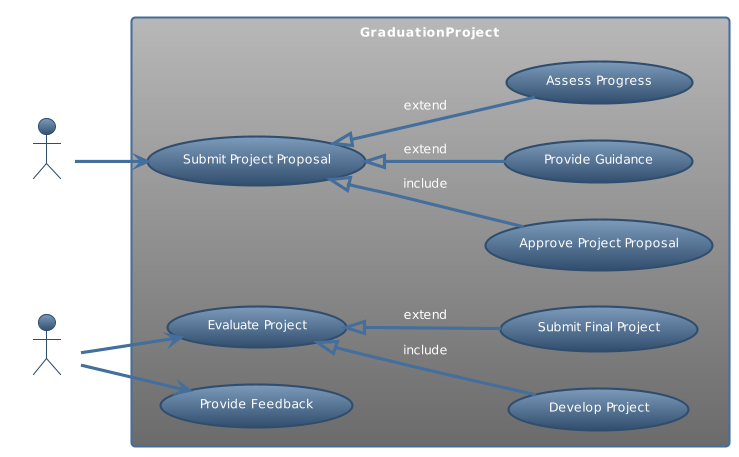 GraduationProject
Assess Progress
extend
extend
Submit Project Proposal
Provide Guidance
include
Approve Project Proposal
extend
Evaluate Project
Submit Final Project
include
Provide Feedback
Develop Project